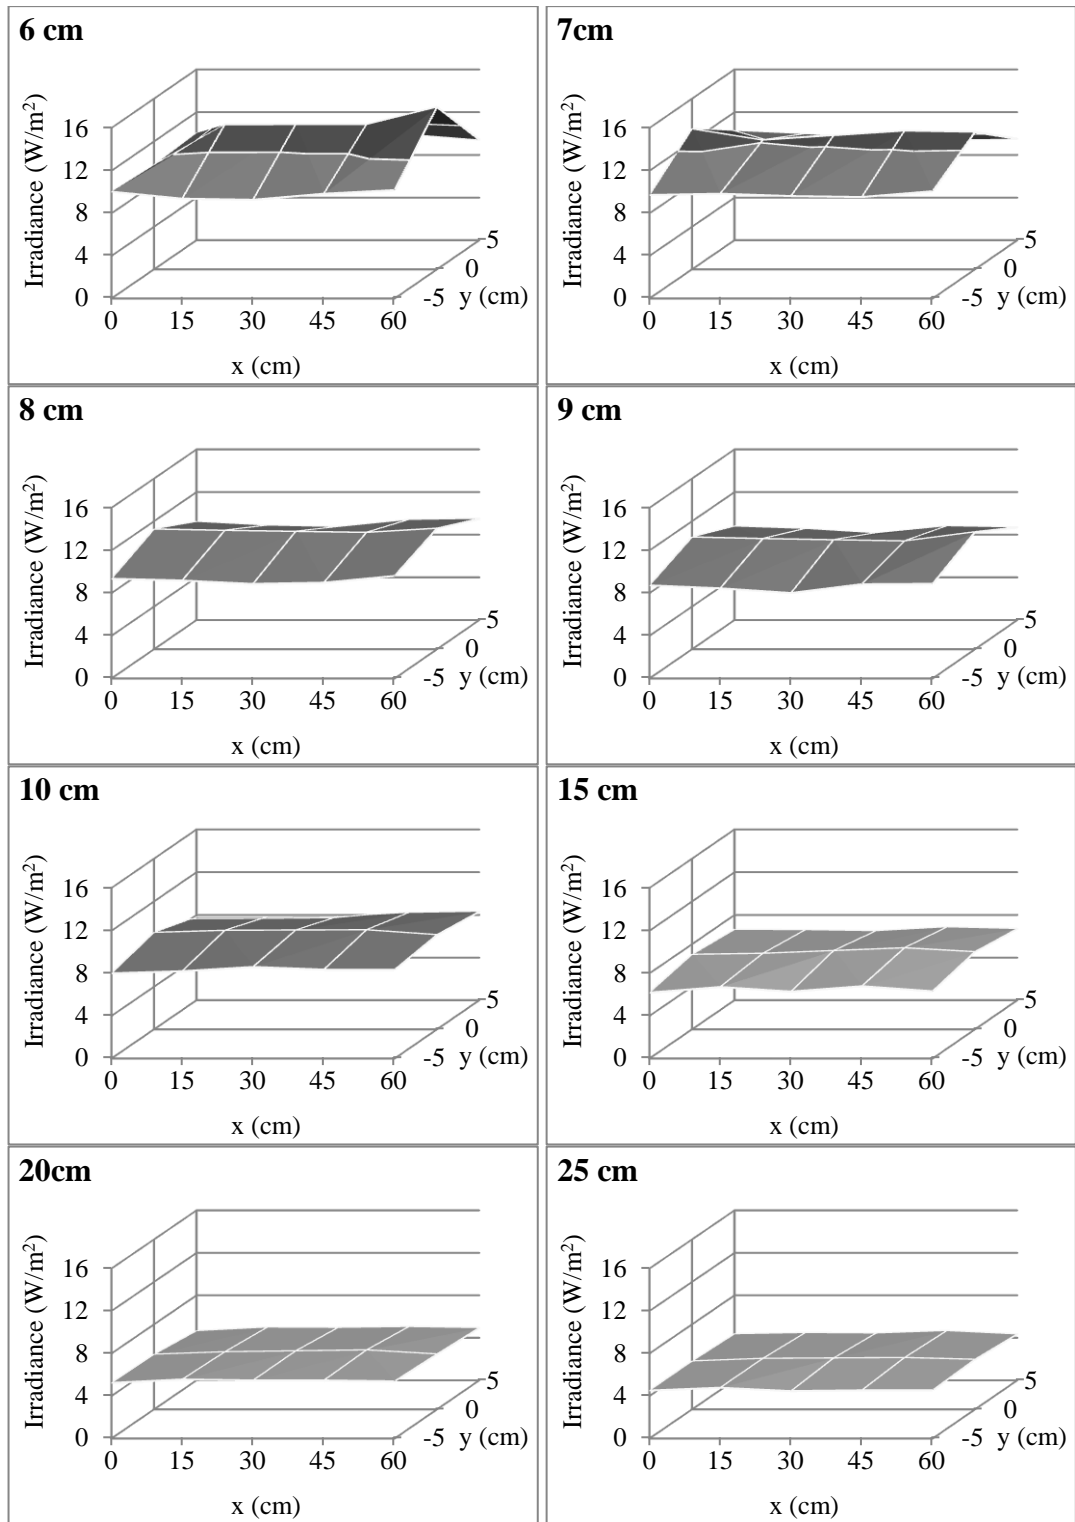 6 cm
Irradiance (W/m²)
16
12
8
4
0
0 15 30 45 60
-5 0 5
y (cm)
x (cm)
7cm
Irradiance (W/m²)
16
12
8
4
0
0 15 30 45 60
-5 0 5
y (cm)
x (cm)
8 cm
Irradiance (W/m²)
16
12
8
4
0
0 15 30 45 60
-5 0 5
y (cm)
x (cm)
9 cm
Irradiance (W/m²)
16
12
8
4
0
0 15 30 45 60
-5 0 5
y (cm)
x (cm)
10 cm
Irradiance (W/m²)
16
12
8
4
0
0 15 30 45 60
-5 0 5
y (cm)
x (cm)
15 cm
Irradiance (W/m²)
16
12
8
4
0
0 15 30 45 60
-5 0 5
y (cm)
x (cm)
20cm
Irradiance (W/m²)
16
12
8
4
0
0 15 30 45 60
-5 0 5
y (cm)
x (cm)
25 cm
Irradiance (W/m²)
16
12
8
4
0
0 15 30 45 60
-5 0 5
y (cm)
x (cm)